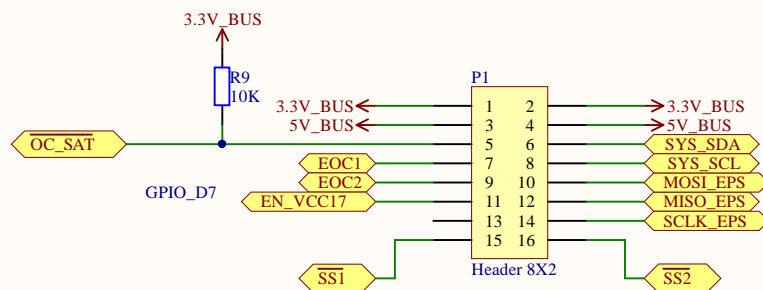 3.3V_BUS
R9
10K
P1
3.3V_BUS 1 2 3.3V_BUS
5V_BUS 3 4 5V_BUS
OC_SAT 5 6 SYS_SDA
EOC1 7 8 SYS_SCL
GPIO_D7 EOC2 9 10 MOSI_EPS
EN_VCC17 11 12 MISO_EPS
13 14 SCLK_EPS
15 16
SS1 Header 8X2 SS2